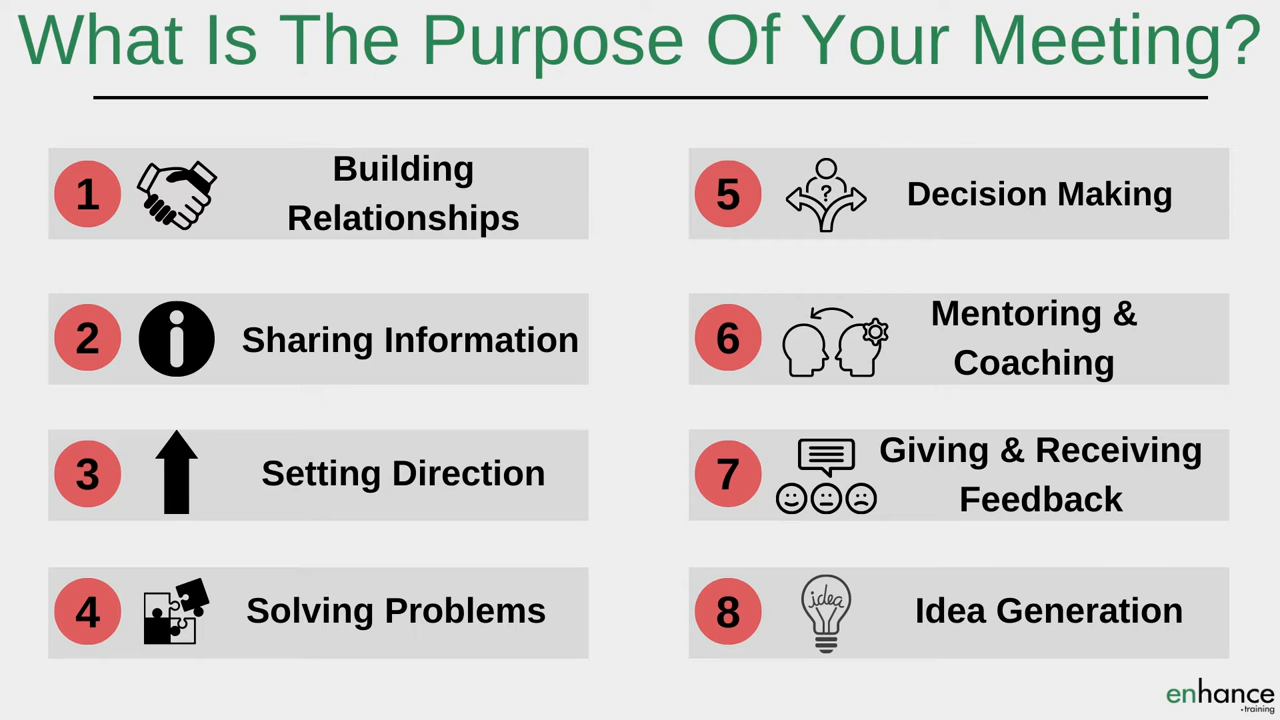 What Is The Purpose Of Your Meeting?
1
Building
Relationships
2
Sharing Information
3
Setting Direction
4
Solving Problems
5
?
Decision Making
6
Mentoring &
Coaching
7
Giving & Receiving
Feedback
8
idea
Idea Generation
enhance
.training